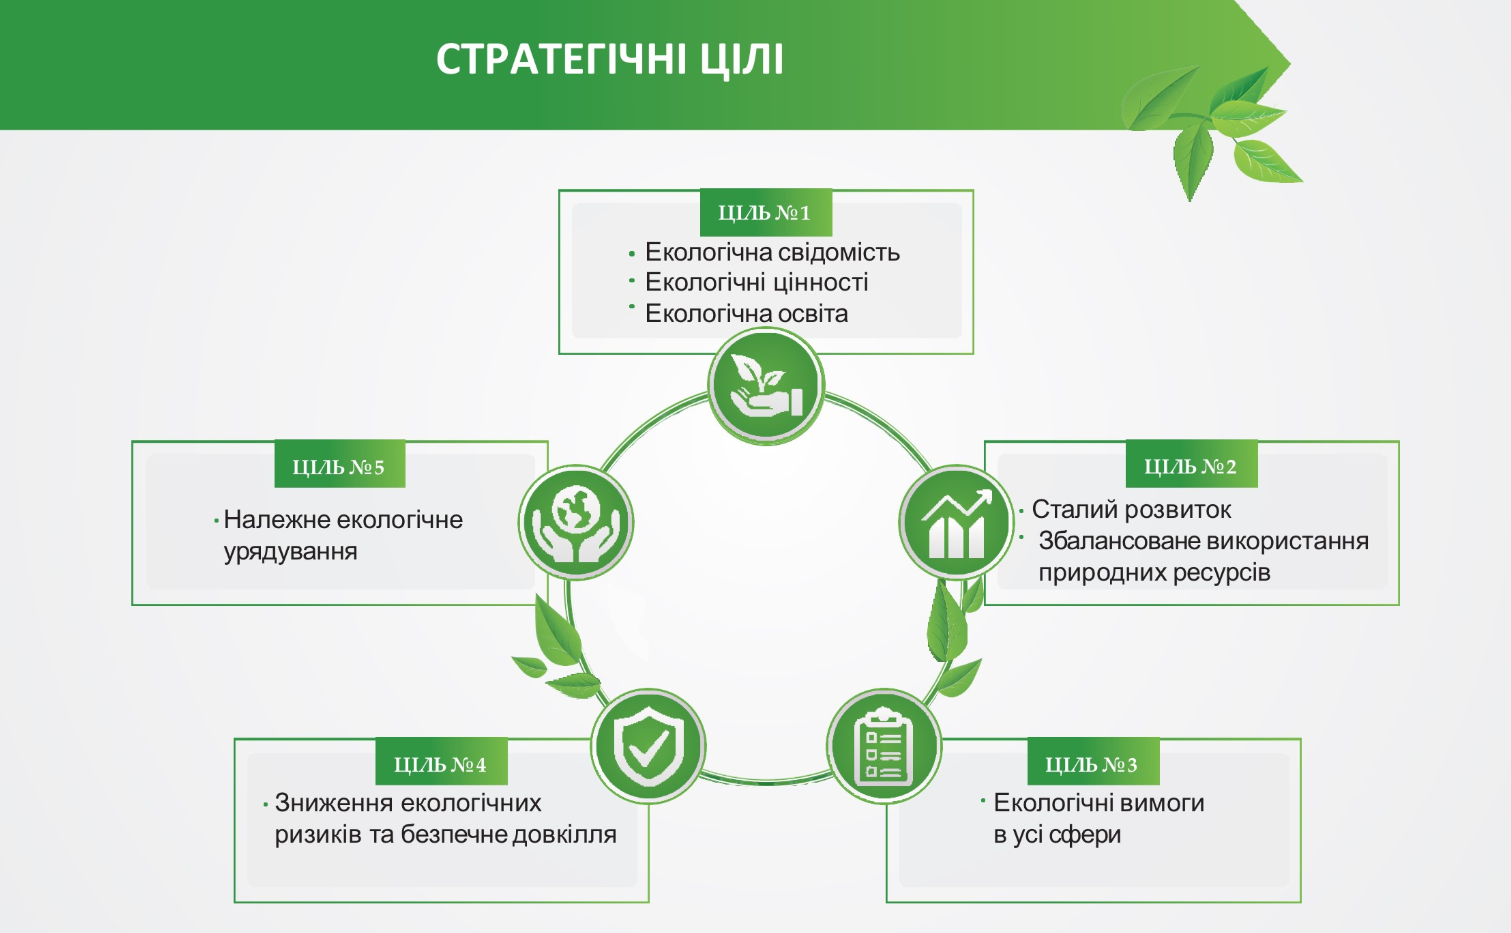 СТРАТЕГІЧНІ ЦІЛІ
ЦІЛЬ №1
• Екологічна свідомість
• Екологічні цінності
• Екологічна освіта
ЦІЛЬ №2
• Сталий розвиток
• Збалансоване використання
природних ресурсів
ЦІЛЬ №3
• Екологічні вимоги
в усі сфери
ЦІЛЬ №4
• Зниження екологічних
ризиків та безпечне довкілля
ЦІЛЬ №5
• Належне екологічне
урядування